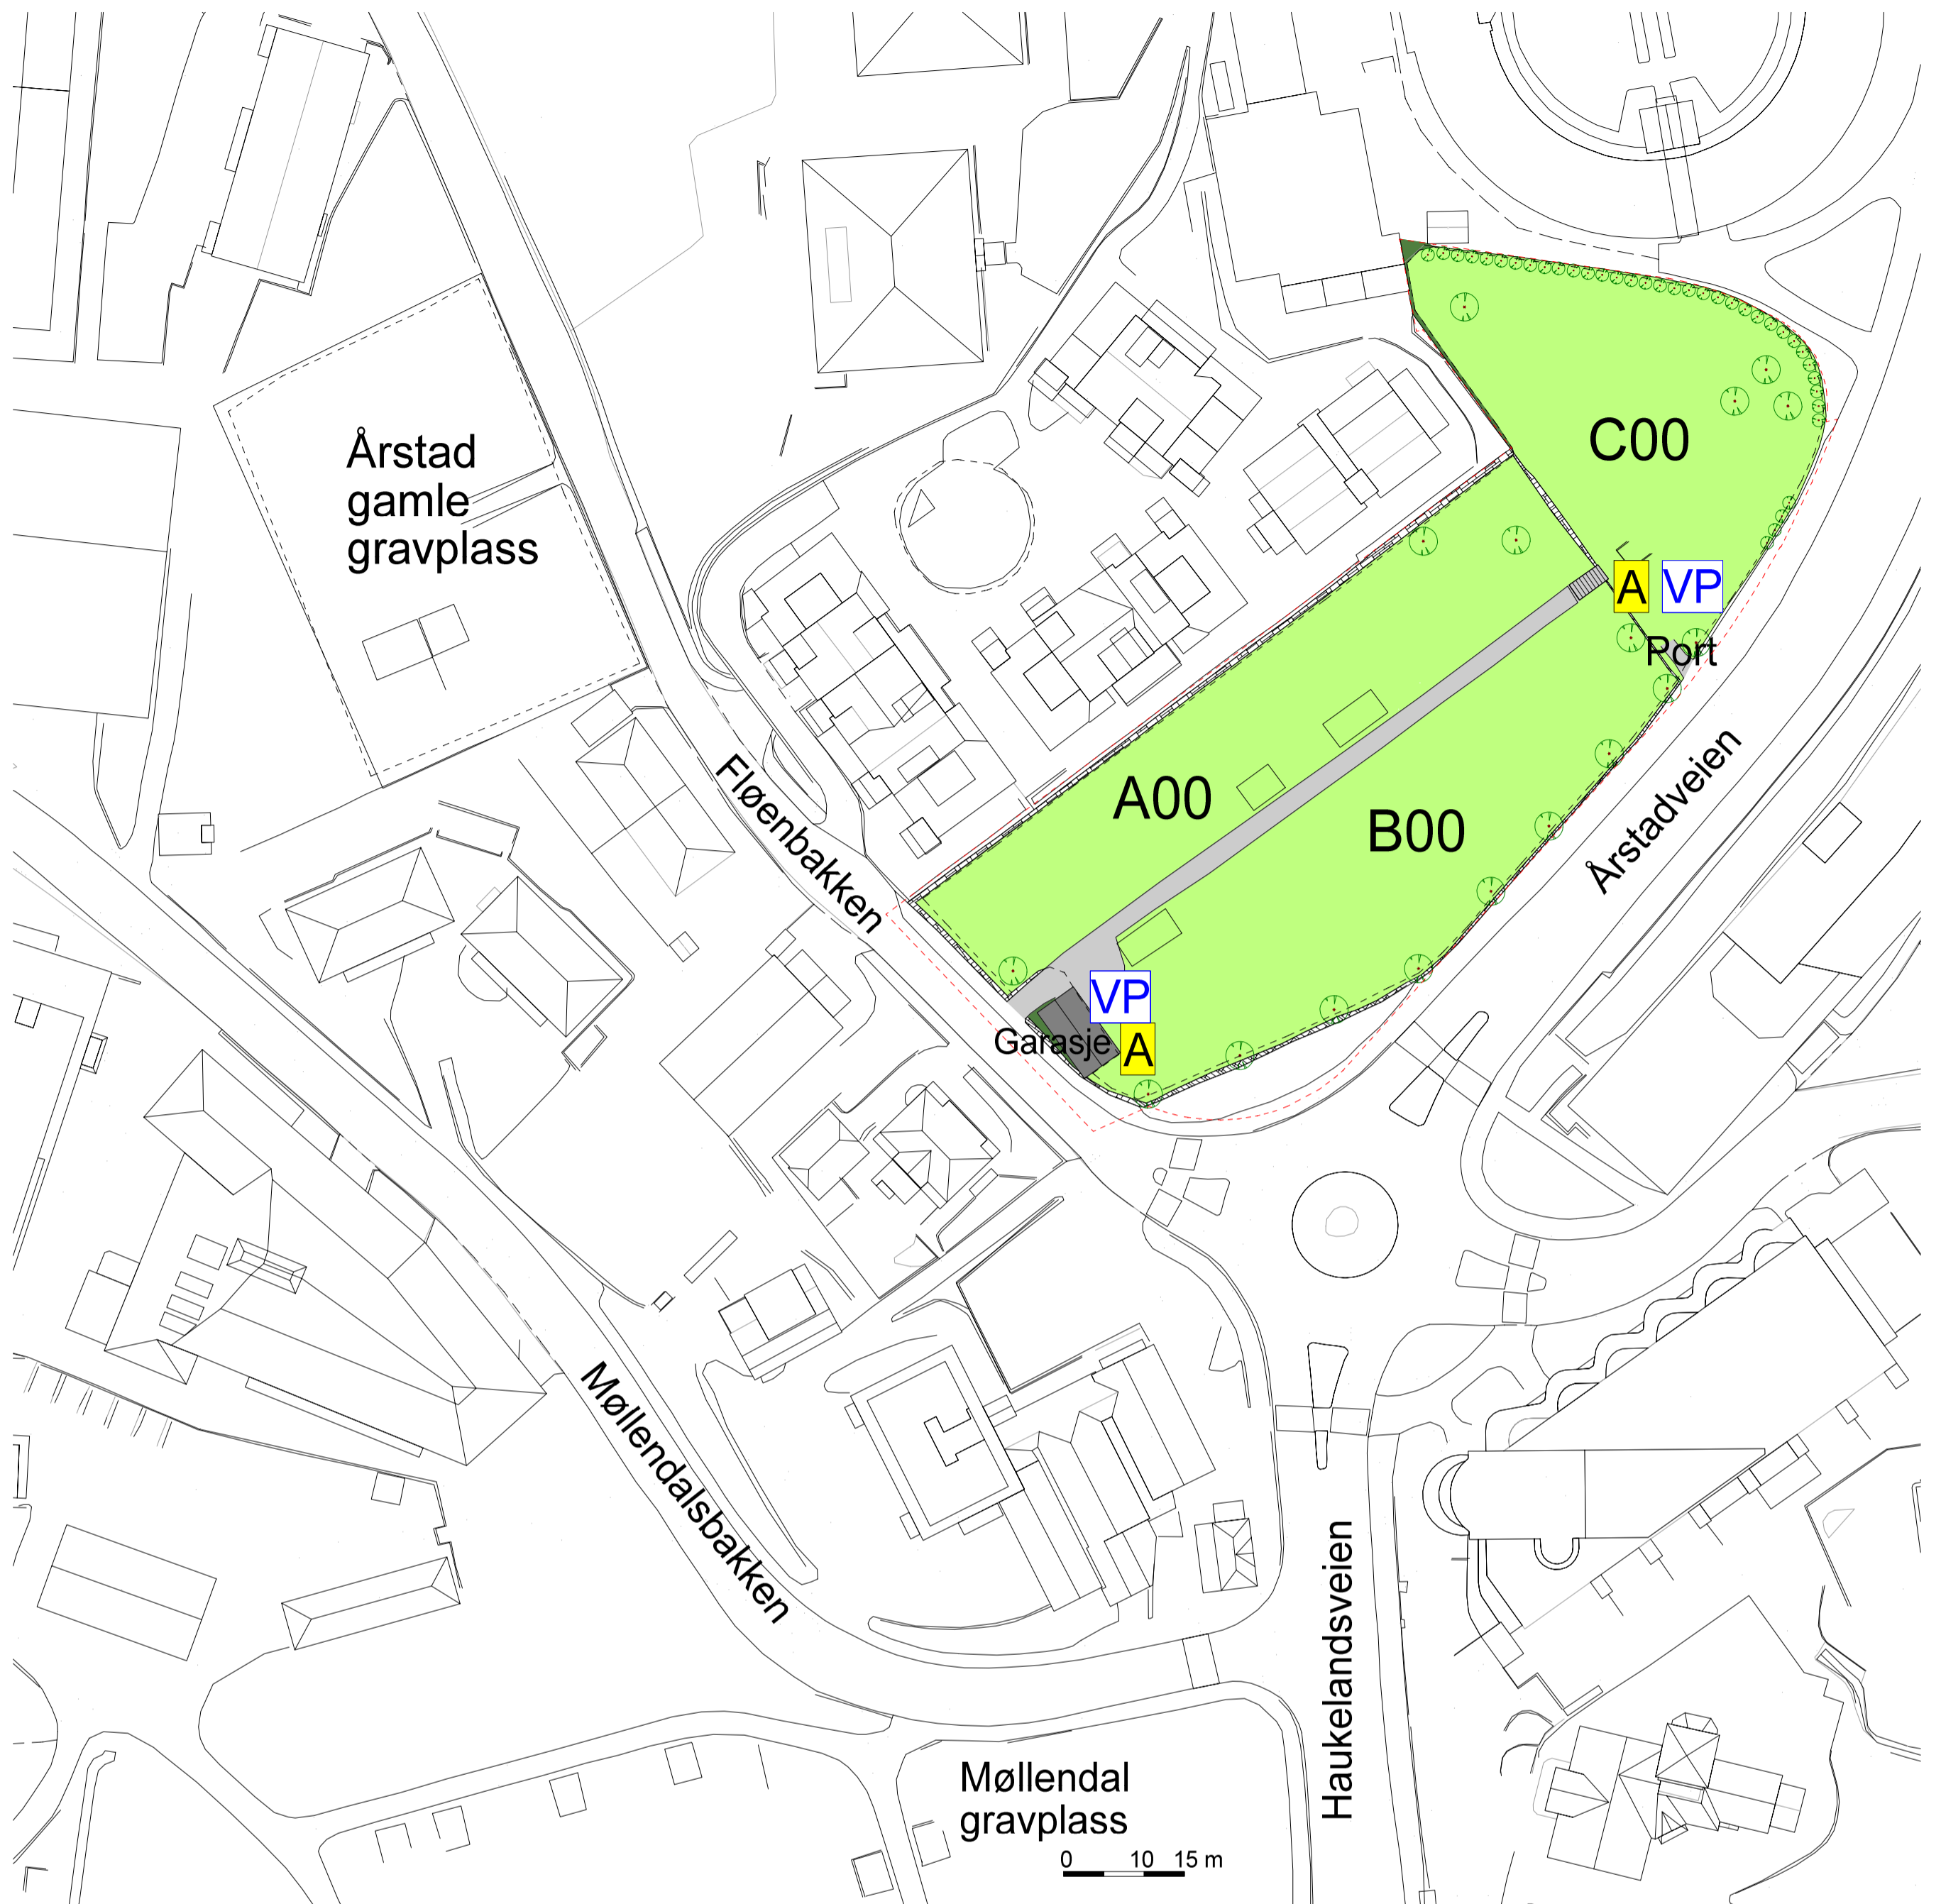 Årstad
gamle
gravplass
C00
A VP
Port
Fløenbakken
A00
B00
Årstadveien
VP
Garasje A
Møllendalsbakken
Haukelandsveien
Møllendal
gravplass
0 10 15 m